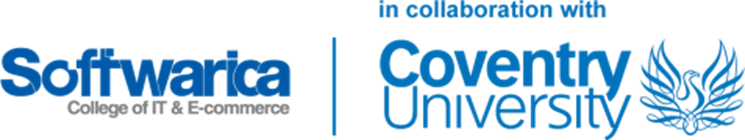 Softwarica
College of IT & E-commerce
in collaboration with
Coventry
University